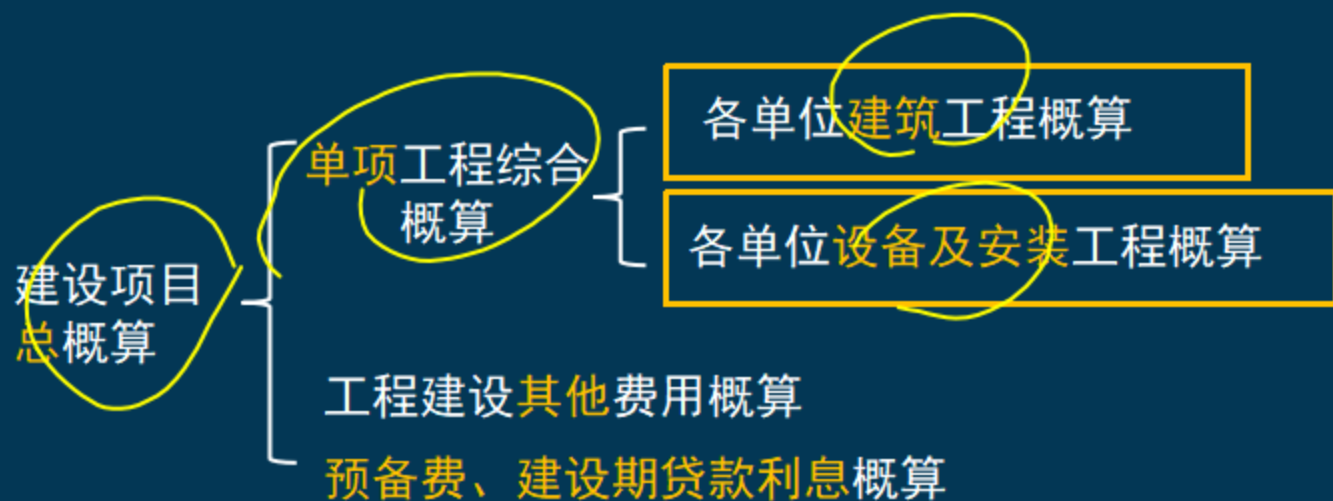 各单位建筑工程概算
单项工程综合
概算
各单位设备及安装工程概算
建设项目
总概算
工程建设其他费用概算
预备费、建设期贷款利息概算